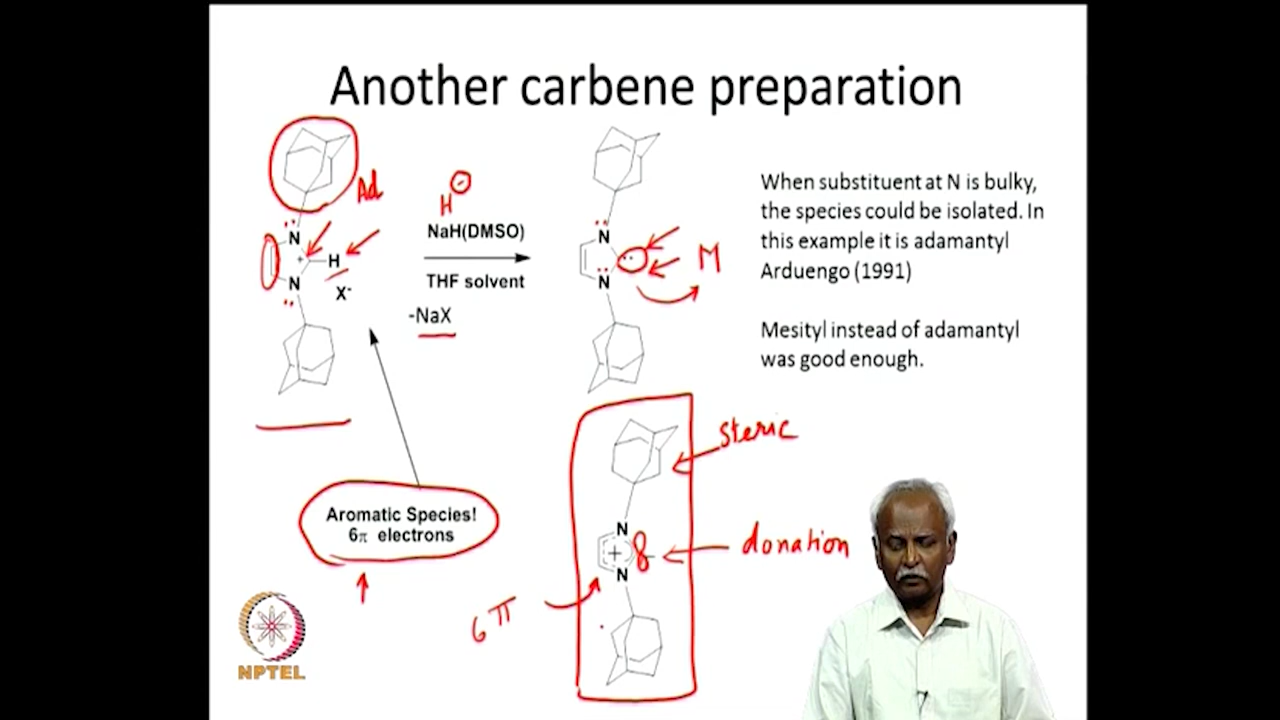 Another carbene preparation
Ad
N
+
H
N
X-
H⊖
NaH(DMSO)
THF solvent
-NaX
N
N
M
When substituent at N is bulky,
the species could be isolated. In
this example it is adamantyl
Arduengo (1991)
Mesityl instead of adamantyl
was good enough.
Aromatic Species!
6π electrons
steric
N
+
N
donation
6π
NPTEL